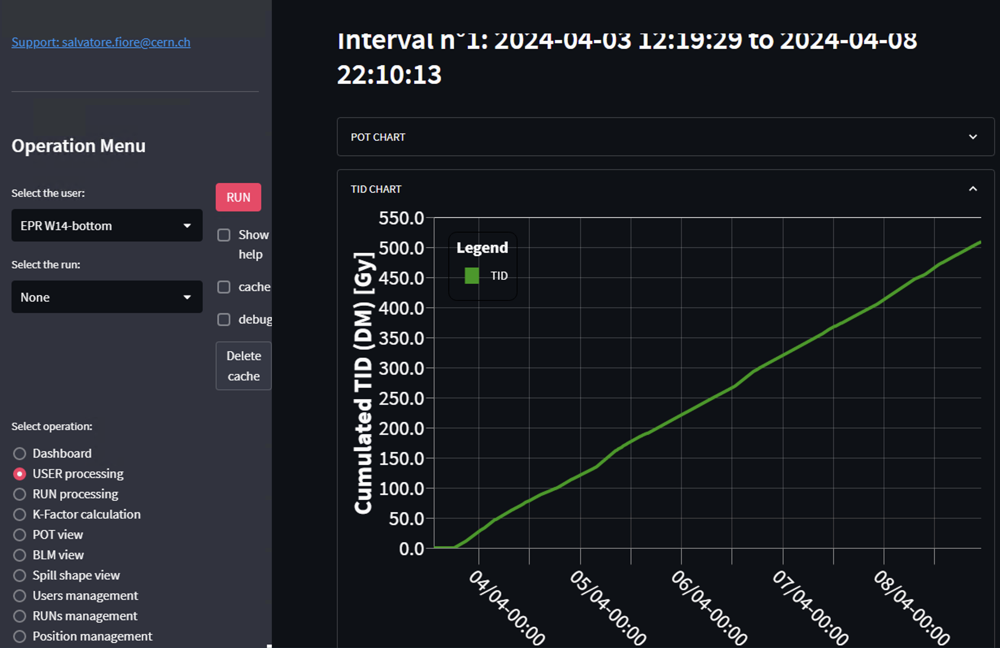 Support: salvatore.fiore@cern.ch
Operation Menu
Select the user:
EPR W14-bottom
Select the run:
None
RUN
Show
help
cache
debug
Delete
cache
Select operation:
Dashboard
USER processing
RUN processing
K-Factor calculation
POT view
BLM view
Spill shape view
Users management
RUNs management
Position management
Interval n°1: 2024-04-03 12:19:29 to 2024-04-08
22:10:13
POT CHART
TID CHART
Cumulated TID (DM) [Gy]
550.0
500.0
450.0
400.0
350.0
300.0
250.0
200.0
150.0
100.0
50.0
0.0
Legend
TID
04/04-00:00
05/04-00:00
06/04-00:00
07/04-00:00
08/04-00:00